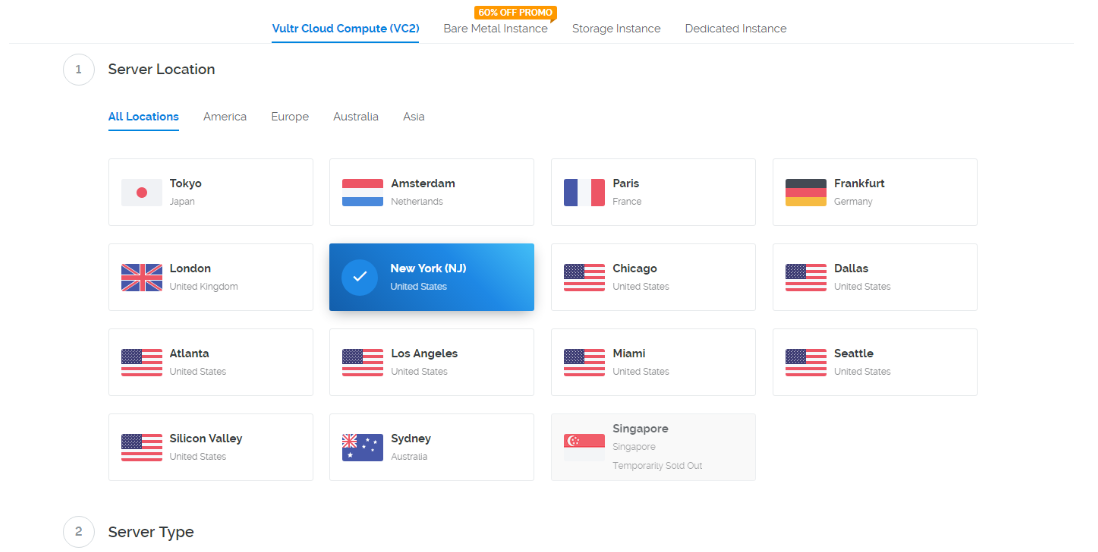 60% OFF PROMO
Vultr Cloud Compute (VC2) Bare Metal Instance Storage Instance Dedicated Instance
1 Server Location
All Locations America Europe Australia Asia
Tokyo
Japan
Amsterdam
Netherlands
Paris
France
Frankfurt
Germany
London
United Kingdom
New York (NJ)
United States
Chicago
United States
Dallas
United States
Atlanta
United States
Los Angeles
United States
Miami
United States
Seattle
United States
Silicon Valley
United States
Sydney
Australia
Singapore
Singapore
Temporarily Sold Out
2 Server Type